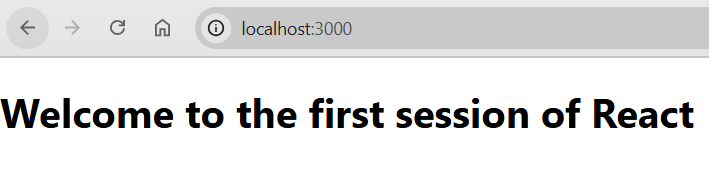 localhost:3000
Welcome to the first session of React